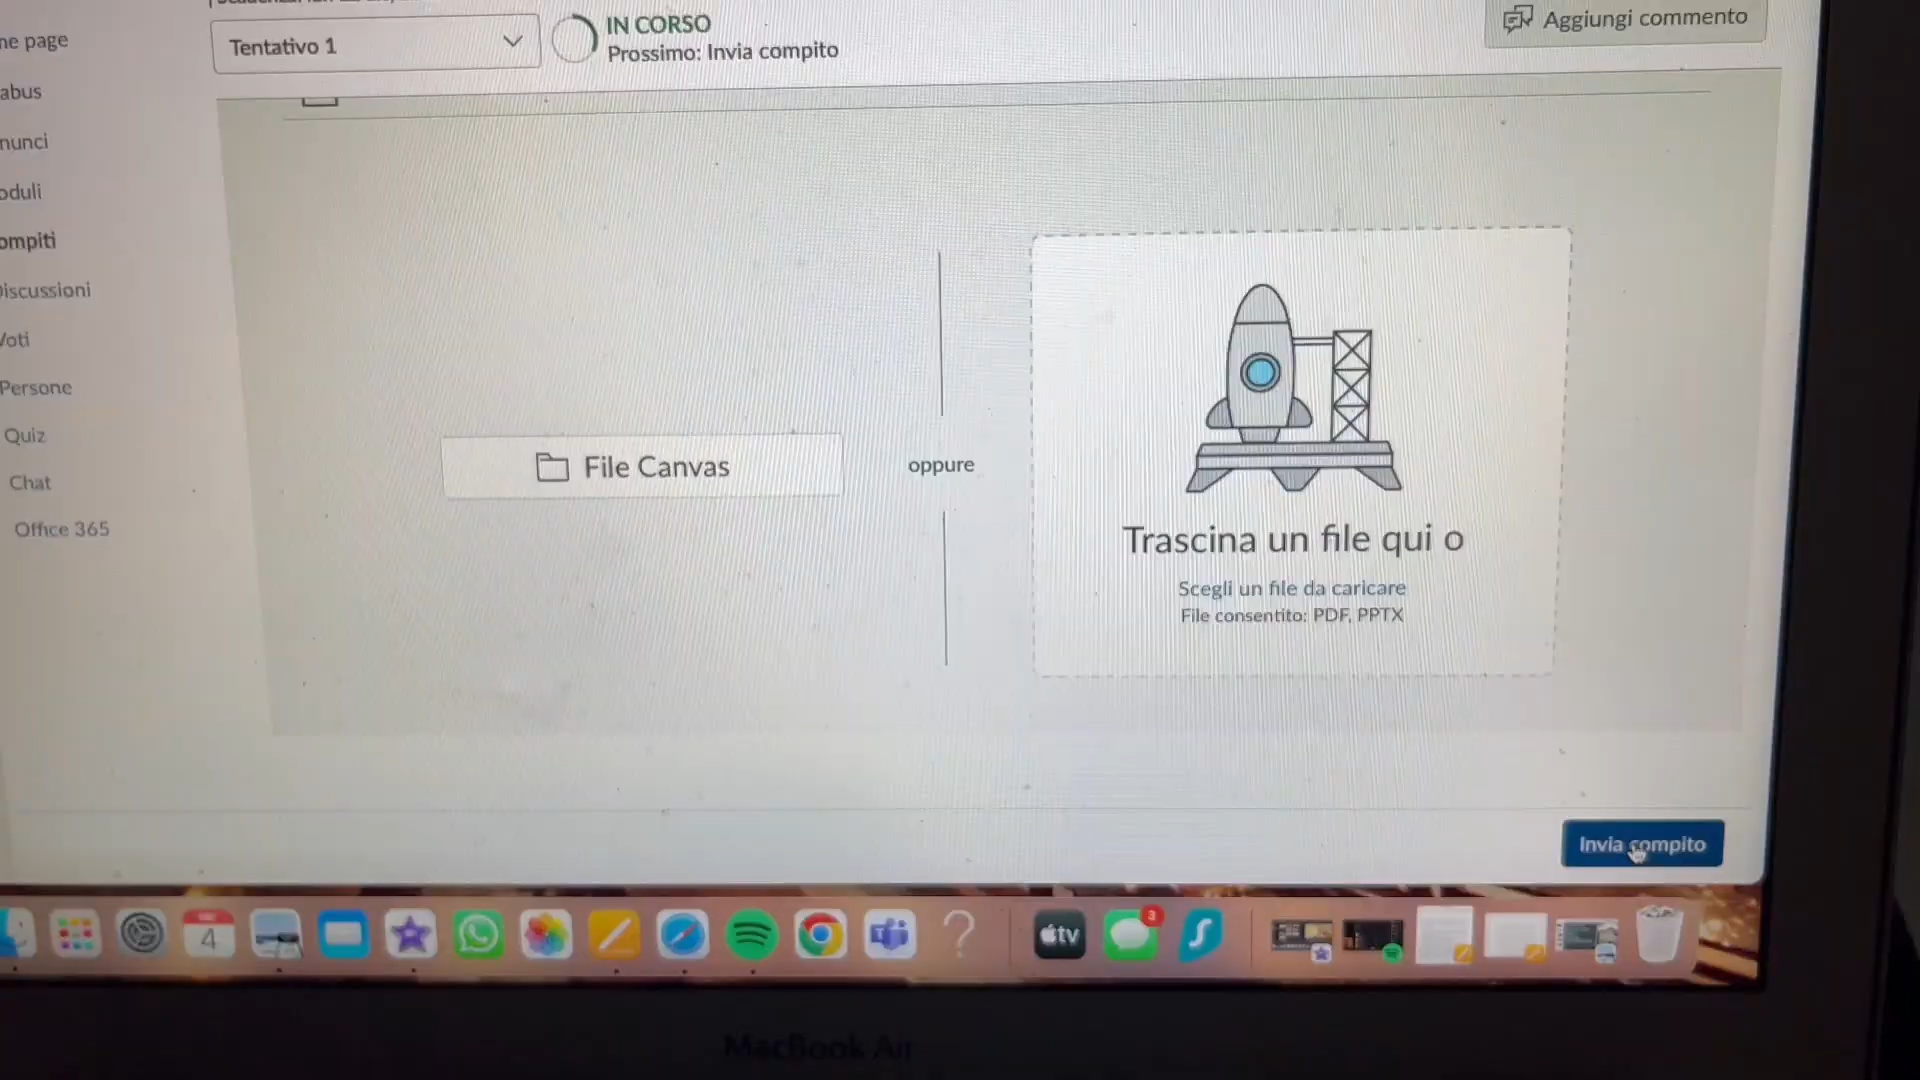 IN CORSO
Tentativo 1
Prossimo: Invia compito
Aggiungi commento
ne page
abus
nunci
oduli
ompiti
Discussioni
Voti
Persone
Quiz
Chat
Office 365
File Canvas
oppure
Trascina un file qui o
Scegli un file da caricare
File consentito: PDF, PPTX
Invia compito
4
tv
3
MacBook Air